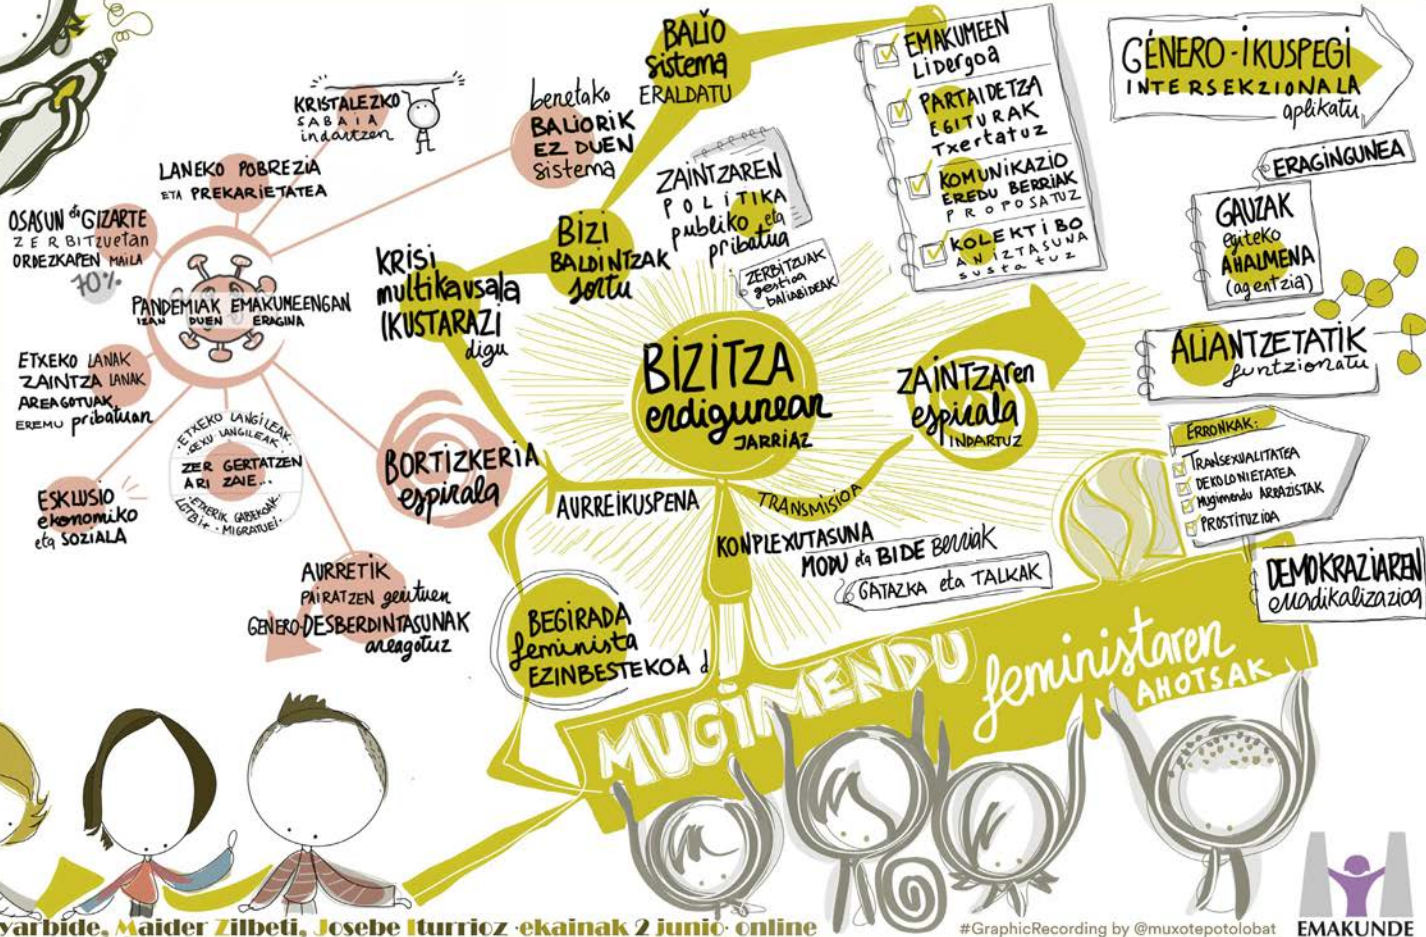 KRISTALEZKO
SABAIA
indartzen
LANEKO POBREZIA
ETA PREKARIETATEA
OSASUN eta GIZARTE
ZERBITZuetan
ORDEZKAPEN MAILA
70%
PANDEMIAK EMAKUMEENGAN
IZAN DUEN ERAGINA
ETXEKO LANAK
ZAINTZA LANAK
AREAGOTUAK
EREMU pribatuan
ESKLUSIO
ekonomiko
eta SOZIALA
·ETXEKO LANGILEAK·
·SEXU LANGILEAK·
ZER GERTATZEN
ARI ZAIE...
·ETXERIK GABEKOAK·
LGTBI+ · MIGRATUEI·
AURRETIK
PAIRATZEN genituen
GENERO-DESBERDINTASUNAK
areagotuz
BORTIZKERIA
espirala
benetako
BALIORIK
EZ DUEN
sistema
KRISI
multikausala
IKUSTARAZI
digu
BIZI
BALDINTZAK
sortu
BALIO
sistema
ERALDATU
ZAINTZAREN
POLITIKA
publiko eta
pribatua
ZERBITZUAK
gestioa
baliabideak
EMAKUMEEN
Lidergoa
PARTAIDETZA
EGITURAK
Txertatuz
KOMUNIKAZIO
EREDU BERRIAK
PROPOSATUZ
KOLEKTIBO
ANIZTASUNA
sustatuz
GÉNERO-IKUSPEGI
INTERSEKZIONALA
aplikatu
ERAGINGUNEA
GAUZAK
egiteko
AHALMENA
(agentzia)
ALIANTZETATIK
funtzionatu
ERRONKAK:
TRANSEXUALITATEA
DEKOLONIETATEA
Mugimendu ARRAZISTAK
PROSTITUZIOA
DEMOKRAZIAREN
erradikalizazioa
BIZITZA
erdigunean
JARRIAZ
ZAINTZAren
espirala
INDARTUZ
AURREIKUSPENA
TRANSMISIOA
KONPLEXUTASUNA
MODU eta BIDE Berriak
GATAZKA eta TALKAK
BEGIRADA
feminista
EZINBESTEKOA d
MUGIMENDU
feministaren
AHOTSAK
yarbide, Maider Zilbeti, Josebe Iturrioz ·ekainak 2 junio· online
#GraphicRecording by @muxotepotolobat
EMAKUNDE